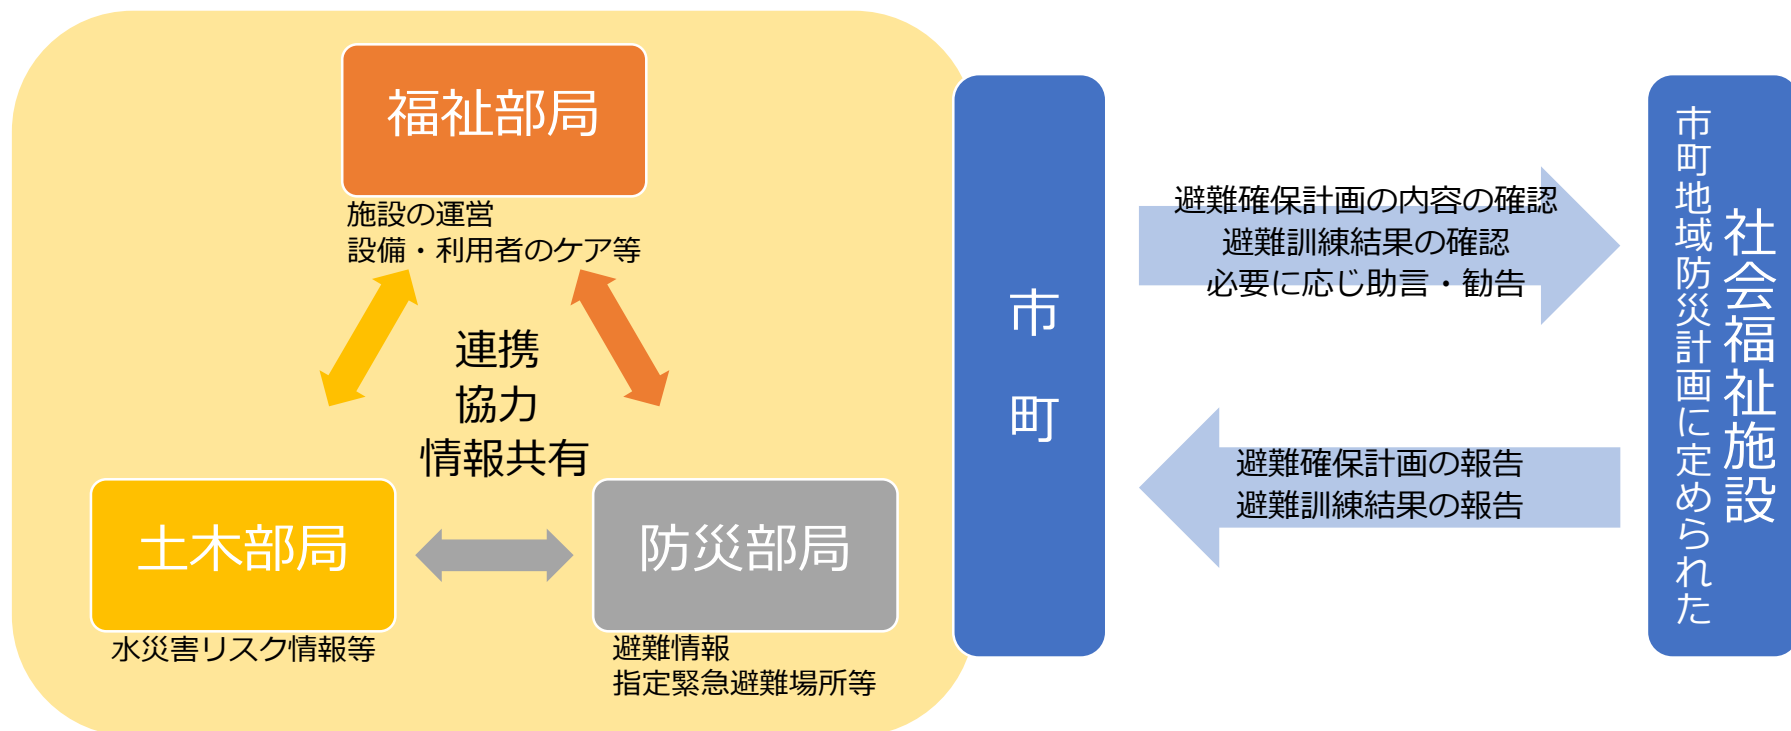 福祉部局
施設の運営
設備・利用者のケア等
連携
協力
情報共有
土木部局
水災害リスク情報等
防災部局
避難情報
指定緊急避難場所等
市町
避難確保計画の内容の確認
避難訓練結果の確認
必要に応じ助言・勧告
避難確保計画の報告
避難訓練結果の報告
市町地域防災計画に定められた
社会福祉施設